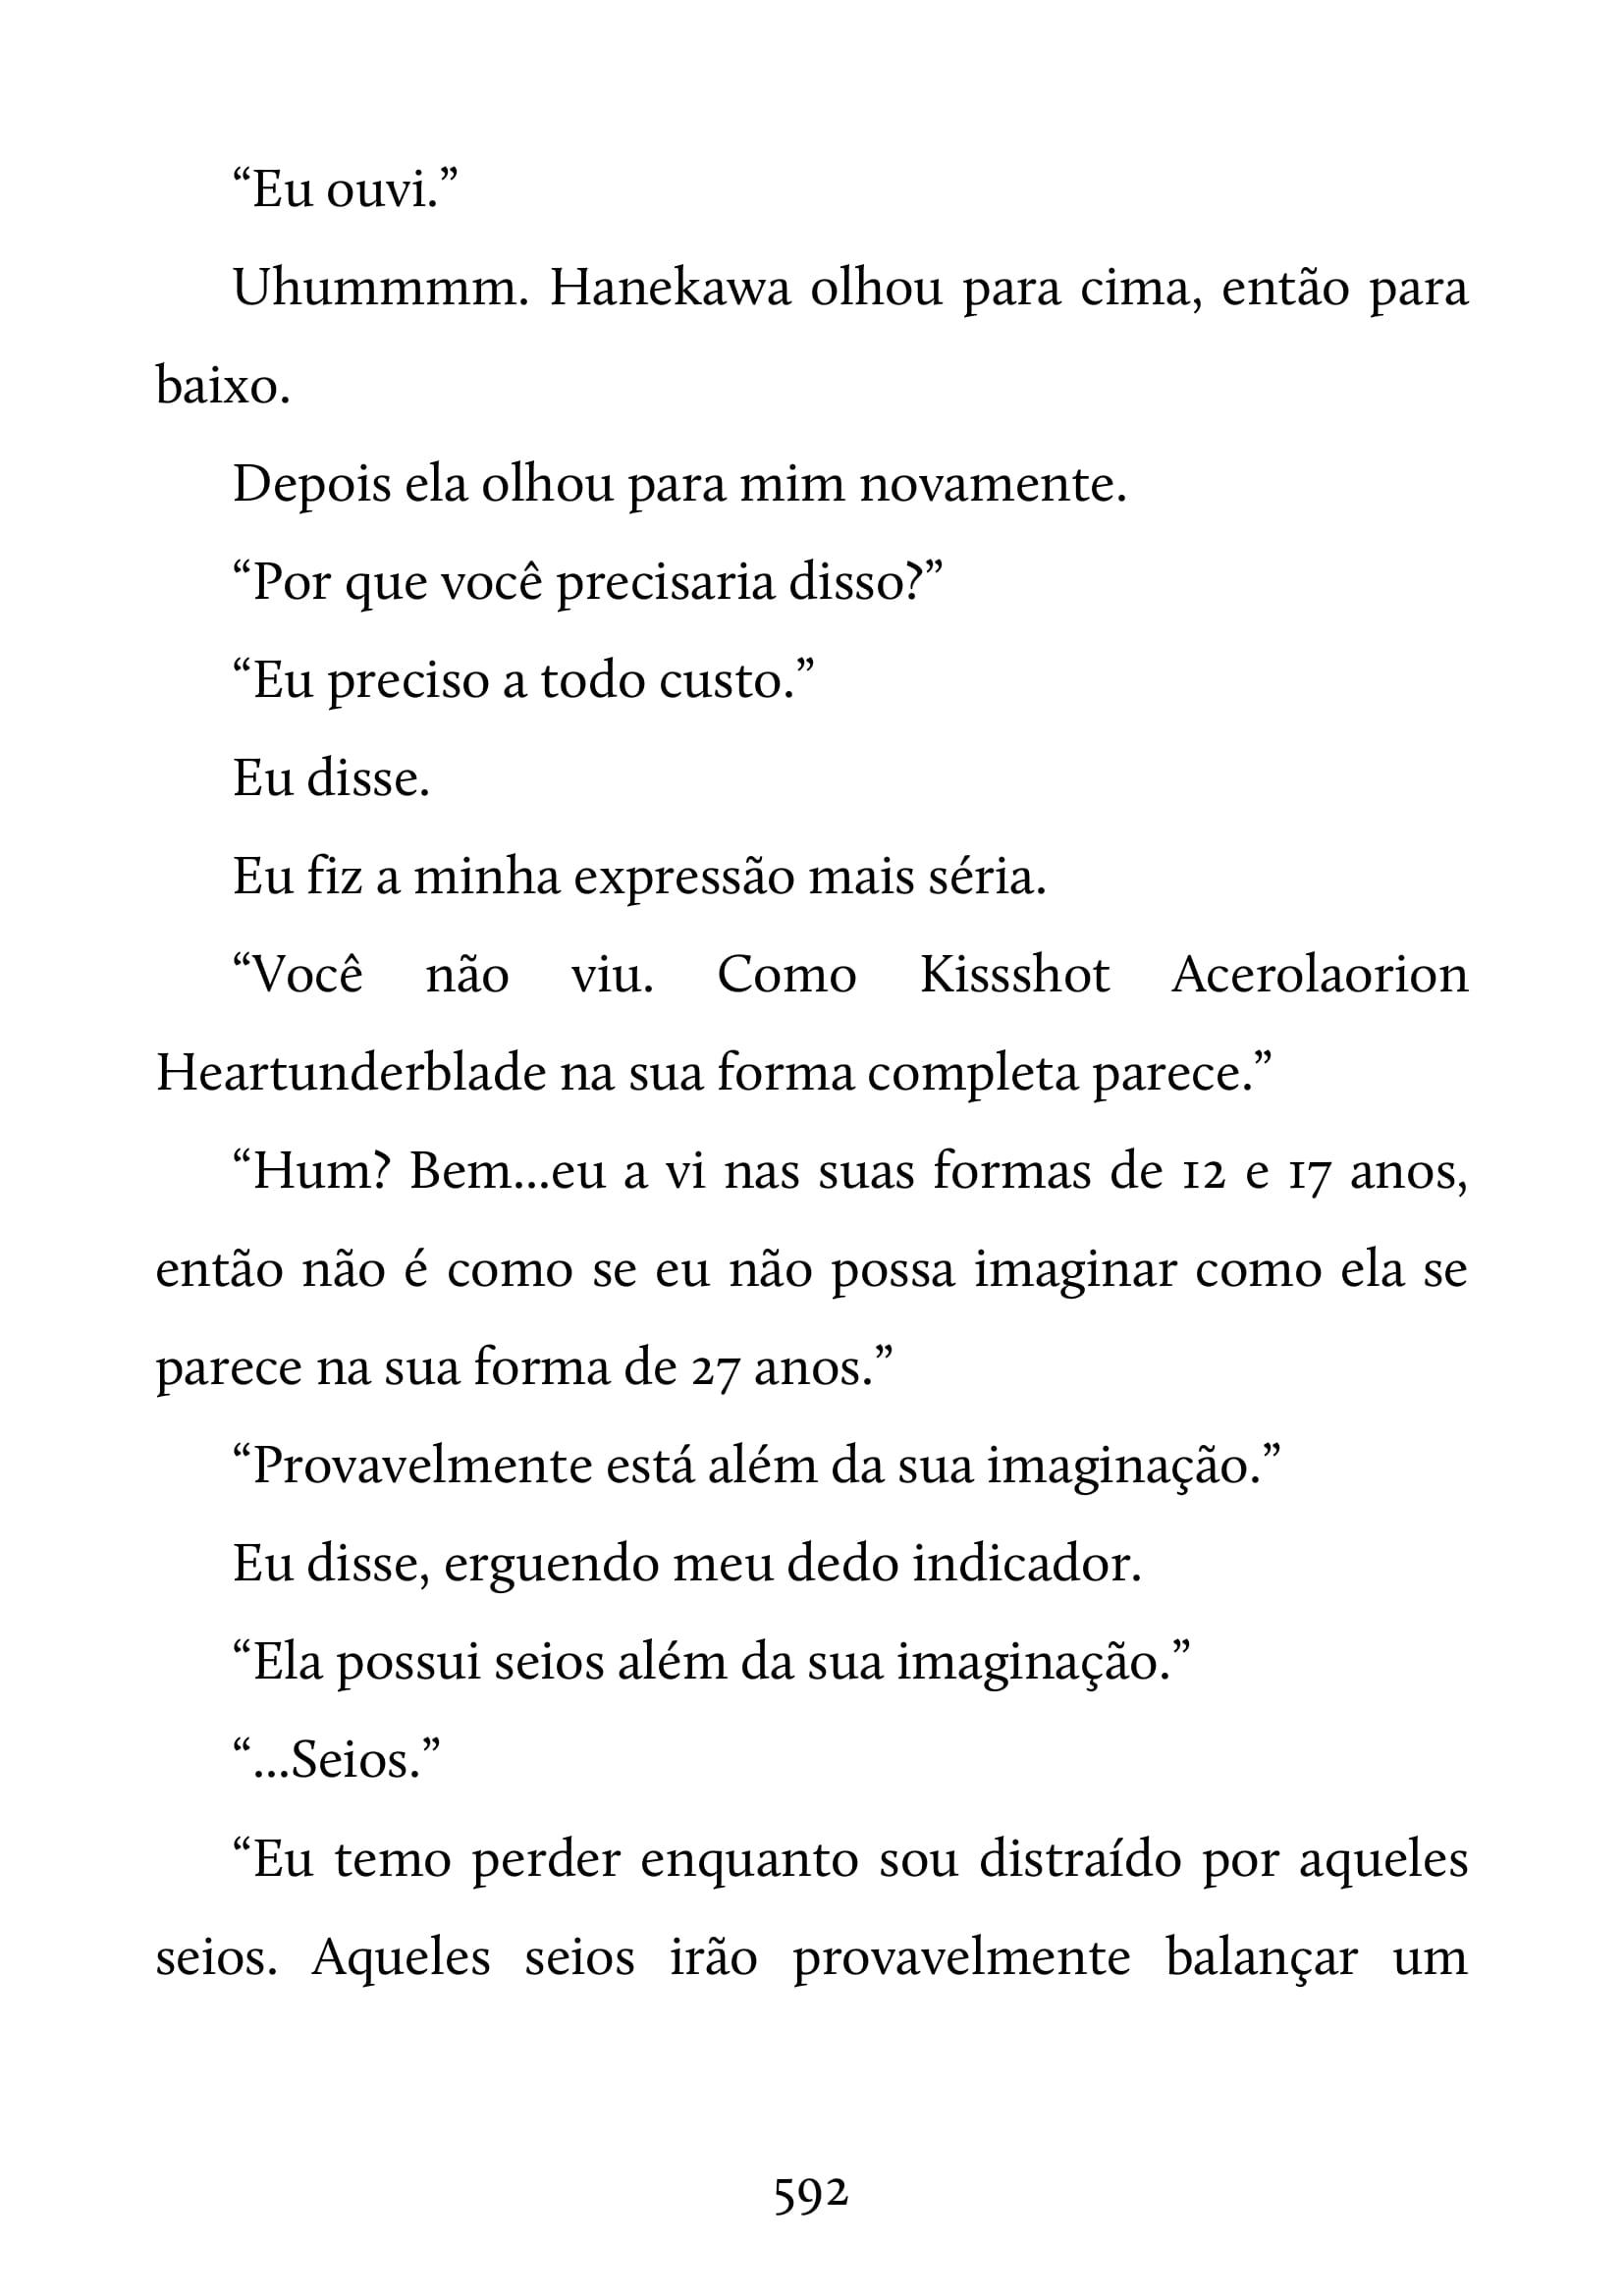 “Eu ouvi.”
Uhummmm. Hanekawa olhou para cima, então para
baixo.
Depois ela olhou para mim novamente.
“Por que você precisaria disso?”
“Eu preciso a todo custo.”
Eu disse.
Eu fiz a minha expressão mais séria.
“Você não viu. Como Kissshot Acerolaorion
Heartunderblade na sua forma completa parece.”
“Hum? Bem...eu a vi nas suas formas de 12 e 17 anos,
então não é como se eu não possa imaginar como ela se
parece na sua forma de 27 anos.”
“Provavelmente está além da sua imaginação.”
Eu disse, erguendo meu dedo indicador.
“Ela possui seios além da sua imaginação.”
“...Seios.”
“Eu temo perder enquanto sou distraído por aqueles
seios. Aqueles seios irão provavelmente balançar um
592